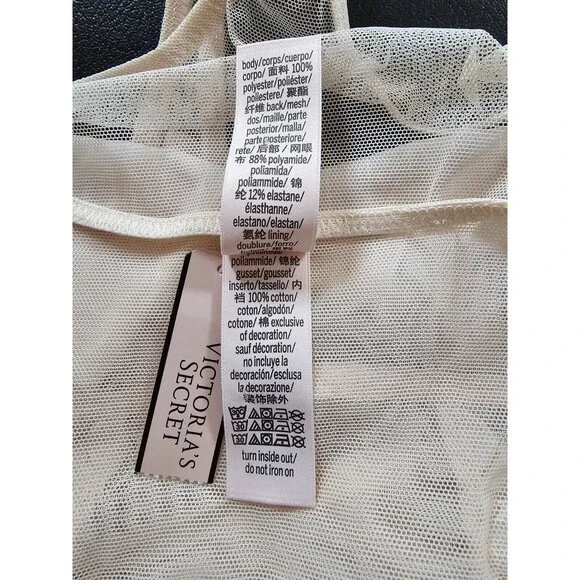 body/corps/cuerpo/
corpo/ 面料 100%
polyester/poliéster/
poliestere/ 聚酯
纤维 back/mesh/
dos/maille/parte
posterior/malla/
parte posteriore/
rete/ 后部 / 网眼
布 88% polyamide/
poliamida/
poliammide/ 锦
纶 12% elastane/
élasthanne/
elastano/elastan/
氨纶 lining/
doublure/forro/
poliammide/ 锦纶
gusset/gousset/
inserto/tassello/ 内
裆 100% cotton/
coton/algodón/
cotone/ 棉 exclusive
of decoration/
sauf décoration/
no incluye la
decoración/esclusa
la decorazione/
装饰除外
turn inside out/
do not iron on
VICTORIA'S
SECRET